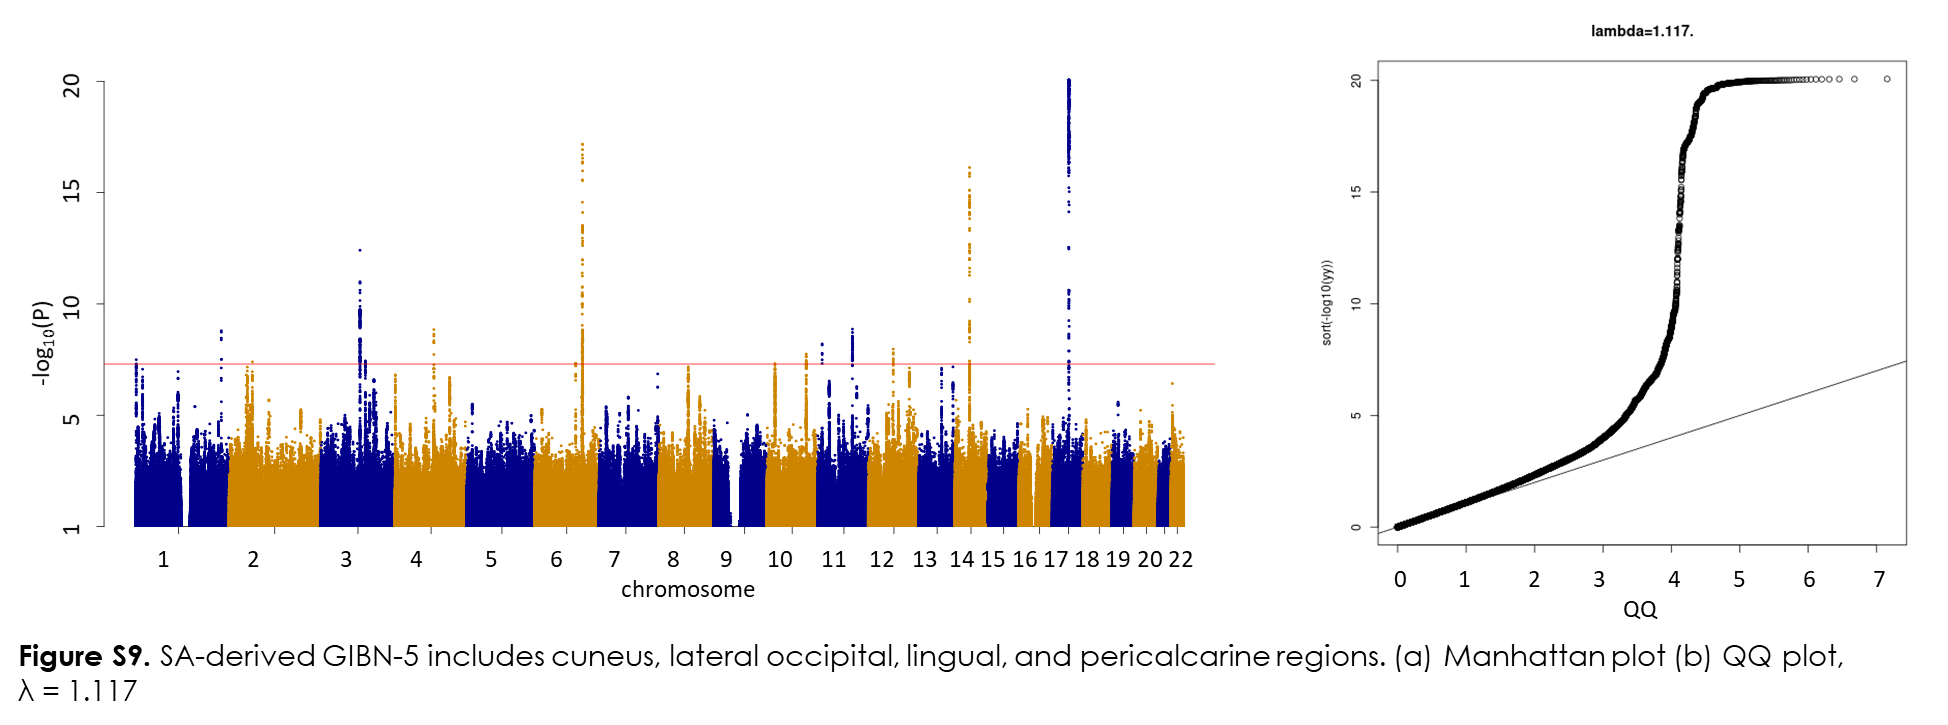 lambda=1.117.
20
15
10
5
1
-log10(P)
1 2 3 4 5 6 7 8 9 10 11 12 13 14 15 16 17 18 19 20 22
chromosome
20
15
10
5
0
sort(-log10(yy))
0 1 2 3 4 5 6 7
QQ
Figure S9. SA-derived GIBN-5 includes cuneus, lateral occipital, lingual, and pericalcarine regions. (a) Manhattan plot (b) QQ plot,
λ = 1.117